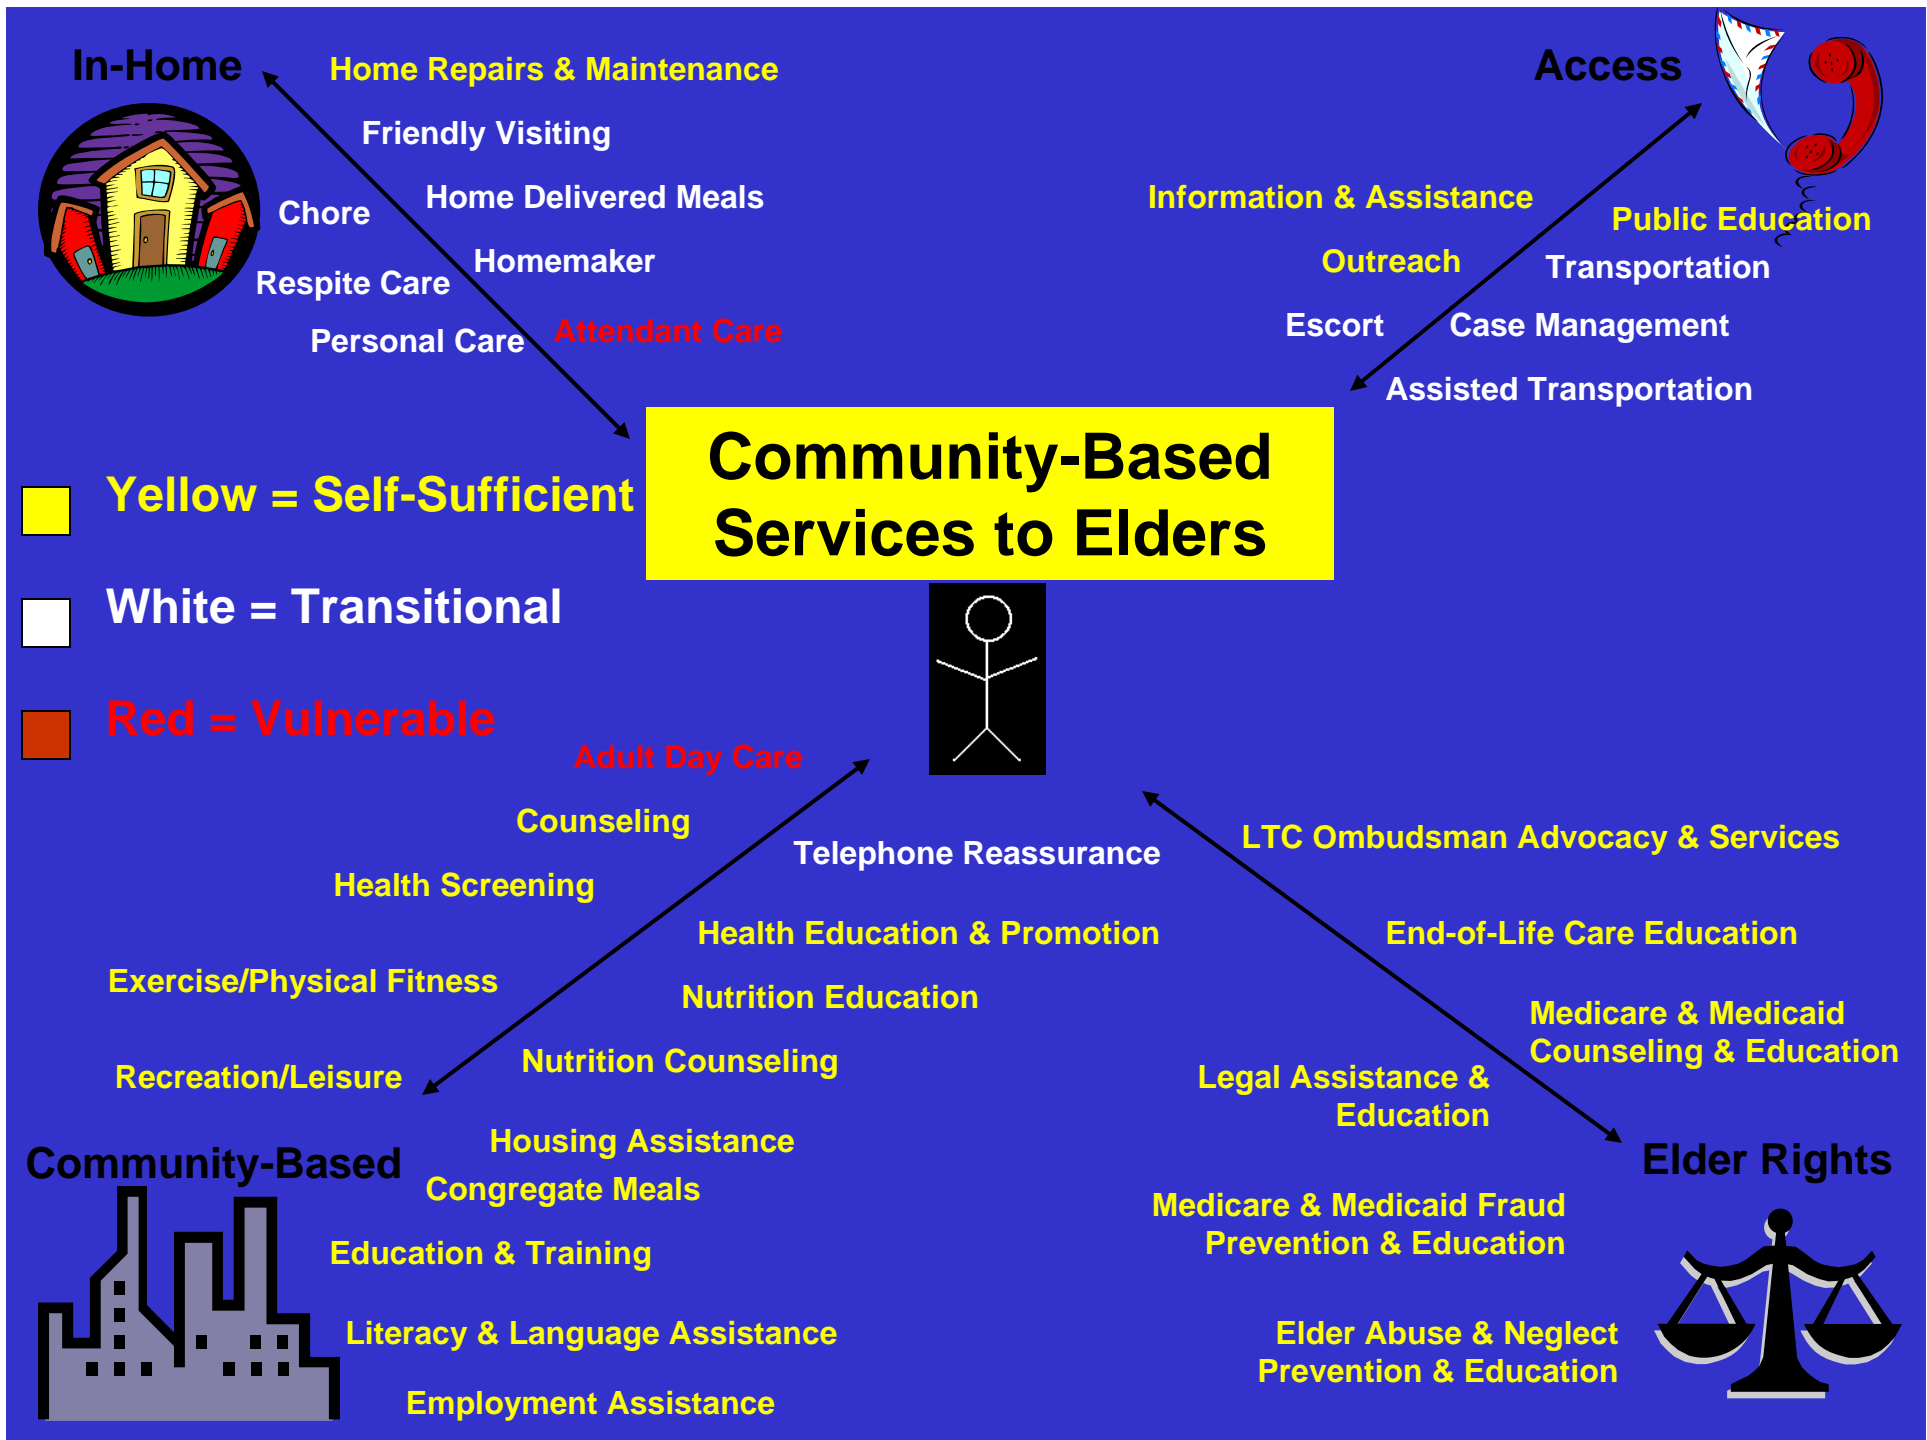 In-Home
Home Repairs & Maintenance
Friendly Visiting
Chore
Home Delivered Meals
Homemaker
Respite Care
Personal Care
Attendant Care
Access
Information & Assistance
Public Education
Outreach
Transportation
Escort
Case Management
Assisted Transportation
Community-Based
Services to Elders
Yellow = Self-Sufficient
White = Transitional
Red = Vulnerable
Adult Day Care
Counseling
Telephone Reassurance
Health Screening
Health Education & Promotion
Exercise/Physical Fitness
Nutrition Education
Nutrition Counseling
Recreation/Leisure
Housing Assistance
Community-Based
Congregate Meals
Education & Training
Literacy & Language Assistance
Employment Assistance
LTC Ombudsman Advocacy & Services
End-of-Life Care Education
Medicare & Medicaid
Counseling & Education
Legal Assistance &
Education
Elder Rights
Medicare & Medicaid Fraud
Prevention & Education
Elder Abuse & Neglect
Prevention & Education